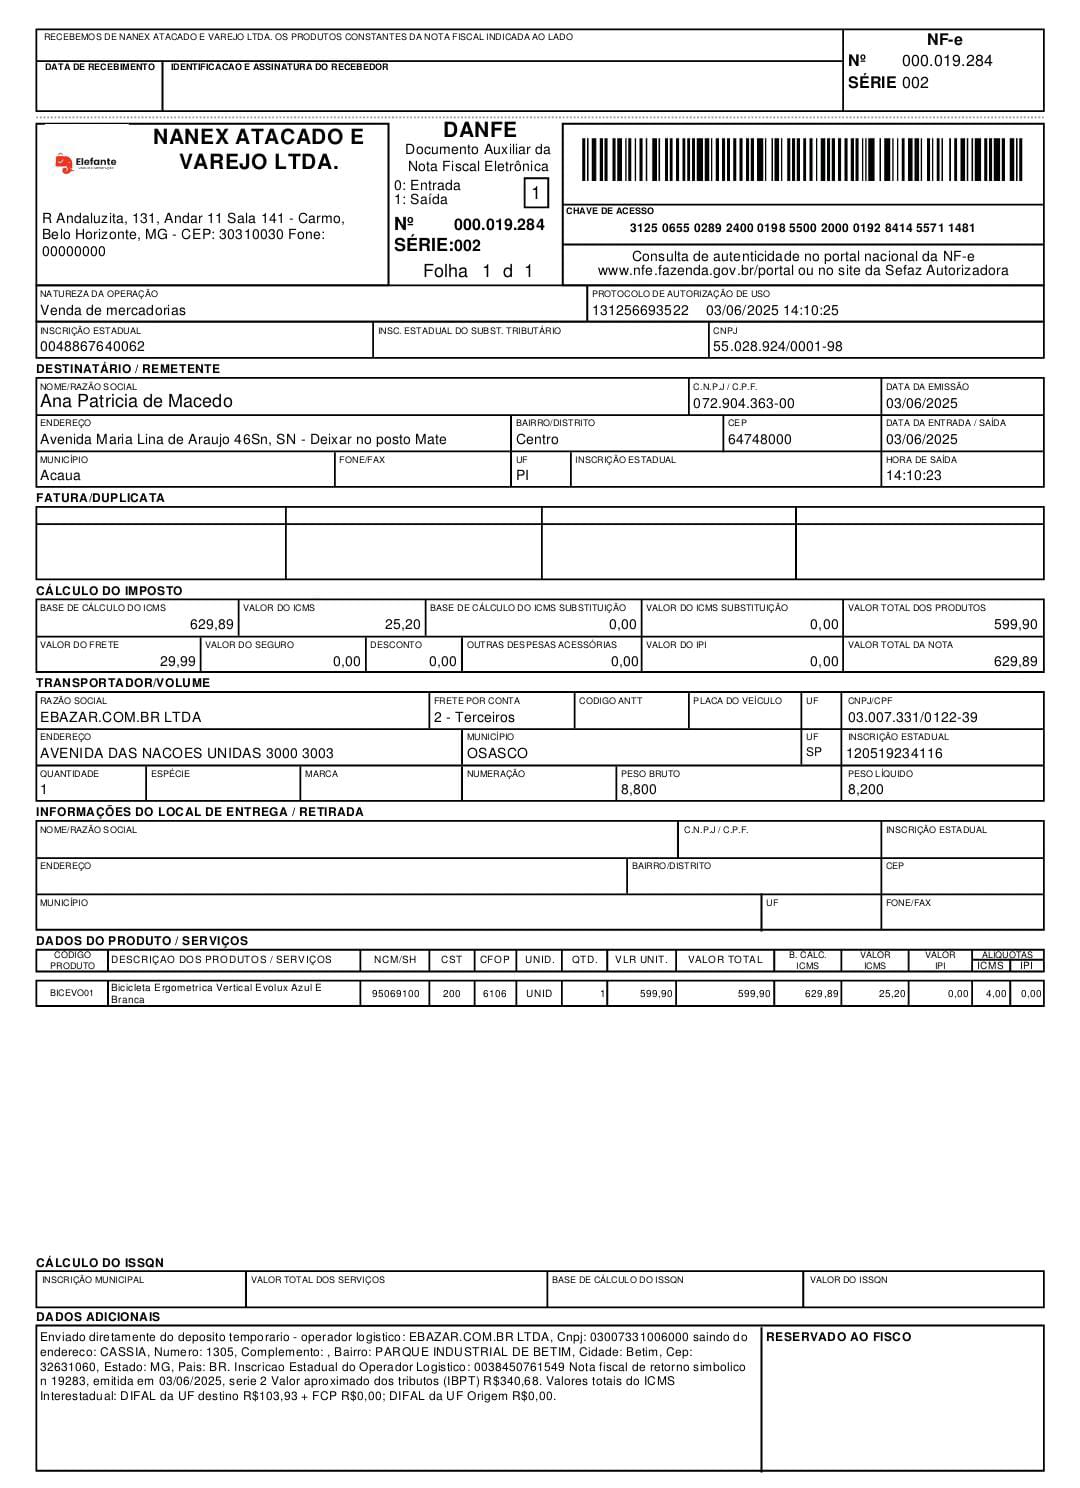 RECEBEMOS DE NANEX ATACADO E VAREJO LTDA. OS PRODUTOS CONSTANTES DA NOTA FISCAL INDICADA AO LADO
NF-e
Nº 000.019.284
SÉRIE 002
DATA DE RECEBIMENTO IDENTIFICACAO E ASSINATURA DO RECEBEDOR
Elefante
NANEX ATACADO E
VAREJO LTDA.
R Andaluzita, 131, Andar 11 Sala 141 - Carmo,
Belo Horizonte, MG - CEP: 30310030 Fone:
00000000
DANFE
Documento Auxiliar da
Nota Fiscal Eletrônica
0: Entrada
1: Saída
1
Nº 000.019.284
SÉRIE:002
Folha 1 d 1
CHAVE DE ACESSO
3125 0655 0289 2400 0198 5500 2000 0192 8414 5571 1481
Consulta de autenticidade no portal nacional da NF-e
www.nfe.fazenda.gov.br/portal ou no site da Sefaz Autorizadora
NATUREZA DA OPERAÇÃO PROTOCOLO DE AUTORIZAÇÃO DE USO
Venda de mercadorias 131256693522 03/06/2025 14:10:25
INSCRIÇÃO ESTADUAL INSC. ESTADUAL DO SUBST. TRIBUTÁRIO CNPJ
0048867640062 55.028.924/0001-98
DESTINATÁRIO / REMETENTE
NOME/RAZÃO SOCIAL C.N.P.J / C.P.F. DATA DA EMISSÃO
Ana Patricia de Macedo 072.904.363-00 03/06/2025
ENDEREÇO BAIRRO/DISTRITO CEP DATA DA ENTRADA / SAÍDA
Avenida Maria Lina de Araujo 46Sn, SN - Deixar no posto Mate Centro 64748000 03/06/2025
MUNICÍPIO FONE/FAX UF INSCRIÇÃO ESTADUAL HORA DE SAÍDA
Acaua PI 14:10:23
FATURA/DUPLICATA
CÁLCULO DO IMPOSTO
BASE DE CÁLCULO DO ICMS VALOR DO ICMS BASE DE CÁLCULO DO ICMS SUBSTITUIÇÃO VALOR DO ICMS SUBSTITUIÇÃO VALOR TOTAL DOS PRODUTOS
629,89 25,20 0,00 0,00 599,90
VALOR DO FRETE VALOR DO SEGURO DESCONTO OUTRAS DESPESAS ACESSÓRIAS VALOR DO IPI VALOR TOTAL DA NOTA
29,99 0,00 0,00 0,00 0,00 629,89
TRANSPORTADOR/VOLUME
RAZÃO SOCIAL FRETE POR CONTA CODIGO ANTT PLACA DO VEÍCULO UF CNPJ/CPF
EBAZAR.COM.BR LTDA 2 - Terceiros 03.007.331/0122-39
ENDEREÇO MUNICÍPIO UF INSCRIÇÃO ESTADUAL
AVENIDA DAS NACOES UNIDAS 3000 3003 OSASCO SP 120519234116
QUANTIDADE ESPÉCIE MARCA NUMERAÇÃO PESO BRUTO PESO LÍQUIDO
1 8,800 8,200
INFORMAÇÕES DO LOCAL DE ENTREGA / RETIRADA
NOME/RAZÃO SOCIAL C.N.P.J / C.P.F. INSCRIÇÃO ESTADUAL
ENDEREÇO BAIRRO/DISTRITO CEP
MUNICÍPIO UF FONE/FAX
DADOS DO PRODUTO / SERVIÇOS
CÓDIGO PRODUTO DESCRIÇAO DOS PRODUTOS / SERVIÇOS NCM/SH CST CFOP UNID. QTD. VLR UNIT. VALOR TOTAL B. CALC. ICMS VALOR ICMS VALOR IPI ALIQUOTAS ICMS IPI
BICEVO01 Bicicleta Ergometrica Vertical Evolux Azul E 95069100 200 6106 UNID 1 599,90 599,90 629,89 25,20 0,00 4,00 0,00
Branca
CÁLCULO DO ISSQN
INSCRIÇÃO MUNICIPAL VALOR TOTAL DOS SERVIÇOS BASE DE CÁLCULO DO ISSQN VALOR DO ISSQN
DADOS ADICIONAIS
Enviado diretamente do deposito temporario - operador logistico: EBAZAR.COM.BR LTDA, Cnpj: 03007331006000 saindo do
endereco: CASSIA, Numero: 1305, Complemento: , Bairro: PARQUE INDUSTRIAL DE BETIM, Cidade: Betim, Cep:
32631060, Estado: MG, Pais: BR. Inscricao Estadual do Operador Logistico: 0038450761549 Nota fiscal de retorno simbolico
n 19283, emitida em 03/06/2025, serie 2 Valor aproximado dos tributos (IBPT) R$340,68. Valores totais do ICMS
Interestadual: DIFAL da UF destino R$103,93 + FCP R$0,00; DIFAL da UF Origem R$0,00.
RESERVADO AO FISCO